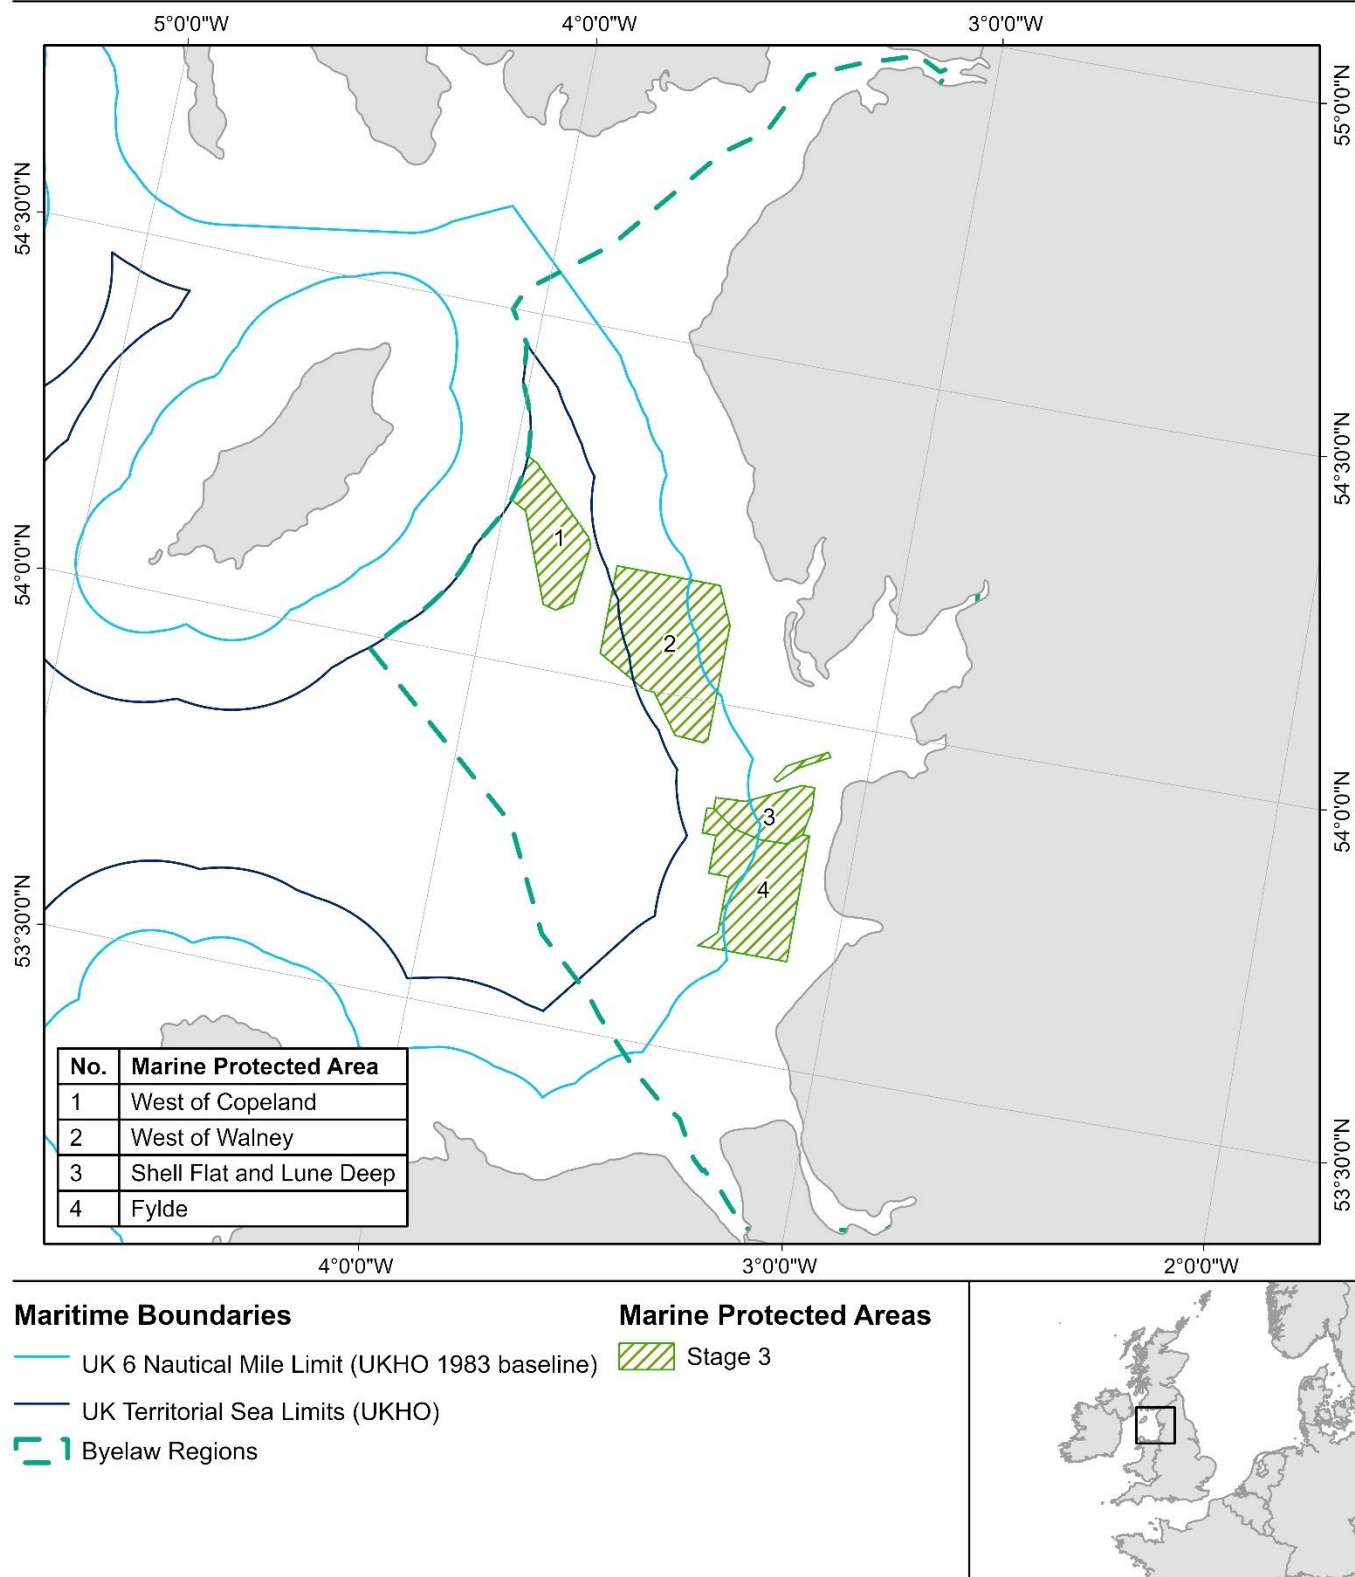 5°0'0"W 4°0'0"W 3°0'0"W
55°0'0"N
54°30'0"N
54°30'0"N
54°0'0"N
54°0'0"N
53°30'0"N
53°30'0"N
1
2
3
4
No. Marine Protected Area
1 West of Copeland
2 West of Walney
3 Shell Flat and Lune Deep
4 Fylde
4°0'0"W 3°0'0"W 2°0'0"W
Maritime Boundaries
UK 6 Nautical Mile Limit (UKHO 1983 baseline)
UK Territorial Sea Limits (UKHO)
Byelaw Regions
Marine Protected Areas
Stage 3